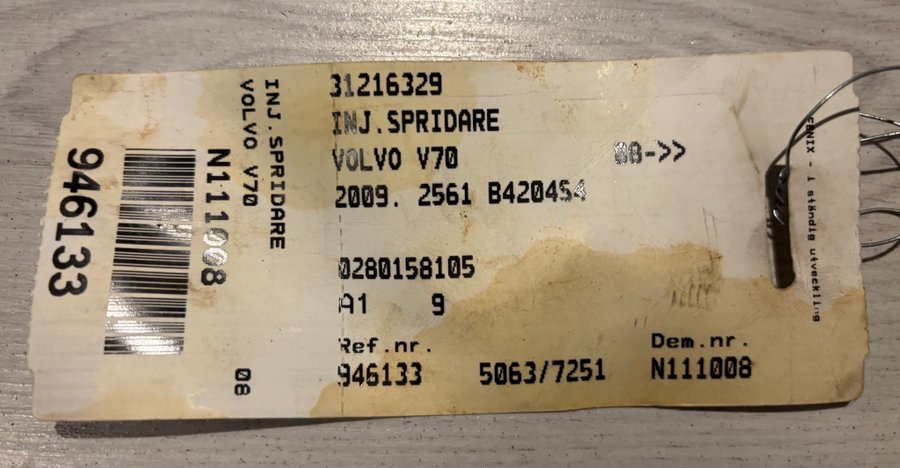 31216329
INJ.SPRIDARE
VOLVO V70 08->>
2009. 2561 B4204S4
0280158105
A1 9
Ref.nr. Dem.nr.
946133 5063/7251 N111008
INJ.SPRIDARE
VOLVO V70
08
N111008
946133
FENIX - i ständig utveckling